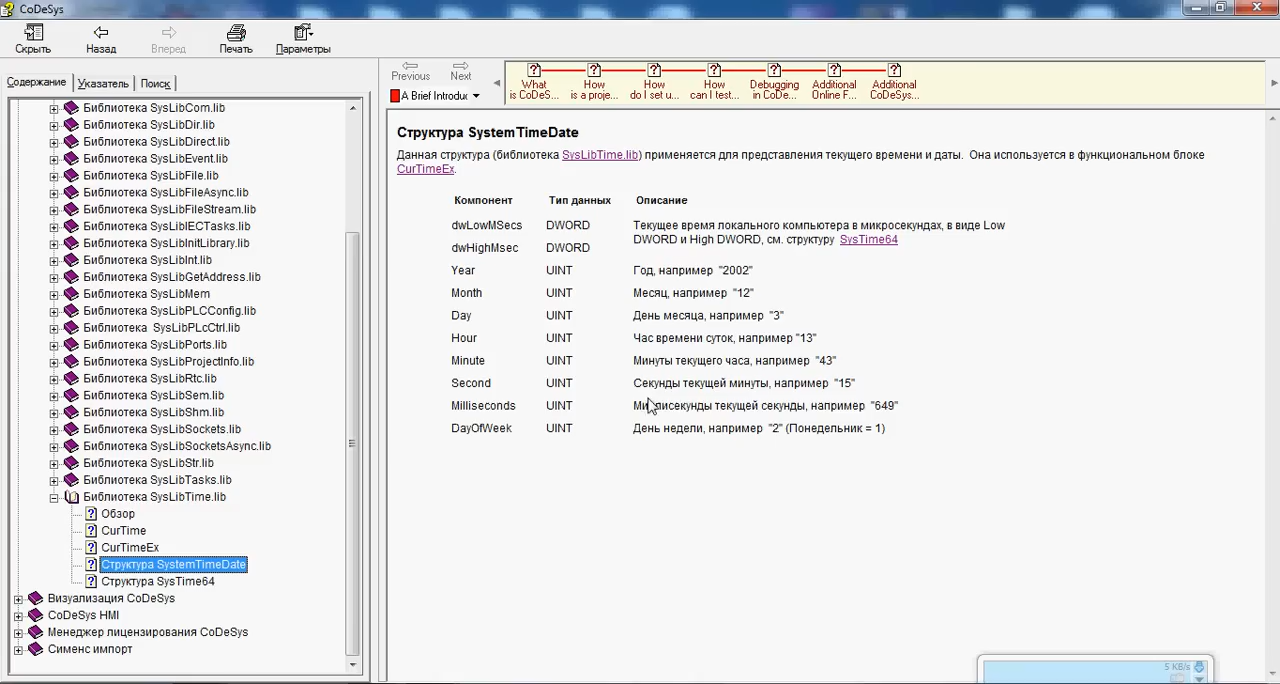 CoDeSys
Скрыть
Назад
Вперед
Печать
Параметры
Содержание
Указатель
Поиск
Библиотека SysLibCom.lib
Библиотека SysLibDir.lib
Библиотека SysLibDirect.lib
Библиотека SysLibEvent.lib
Библиотека SysLibFile.lib
Библиотека SysLibFileAsync.lib
Библиотека SysLibFileStream.lib
Библиотека SysLibIECTasks.lib
Библиотека SysLibInitLibrary.lib
Библиотека SysLibInt.lib
Библиотека SysLibGetAddress.lib
Библиотека SysLibMem
Библиотека SysLibPLCConfig.lib
Библиотека SysLibPLcCtrl.lib
Библиотека SysLibPorts.lib
Библиотека SysLibProjectInfo.lib
Библиотека SysLibRtc.lib
Библиотека SysLibSem.lib
Библиотека SysLibShm.lib
Библиотека SysLibSockets.lib
Библиотека SysLibSocketsAsync.lib
Библиотека SysLibStr.lib
Библиотека SysLibTasks.lib
Библиотека SysLibTime.lib
Обзор
CurTime
CurTimeEx
Структура SystemTimeDate
Структура SysTime64
Визуализация CoDeSys
CoDeSys HMI
Менеджер лицензирования CoDeSys
Сименс импорт
Previous Next
A Brief Introduc
What
is CoDeS...
How
is a proje...
How
do I set u...
How
can I test...
Debugging
in CoDe...
Additional
Online F...
Additional
CoDeSys...
Структура SystemTimeDate
Данная структура (библиотека SysLibTime.lib) применяется для представления текущего времени и даты. Она используется в функциональном блоке
CurTimeEx.
Компонент Тип данных Описание
dwLowMSecs DWORD Текущее время локального компьютера в микросекундах, в виде Low
DWORD и High DWORD, см. структуру SysTime64
dwHighMsec DWORD
Year UINT Год, например "2002"
Month UINT Месяц, например "12"
Day UINT День месяца, например "3"
Hour UINT Час времени суток, например "13"
Minute UINT Минуты текущего часа, например "43"
Second UINT Секунды текущей минуты, например "15"
Milliseconds UINT Миллисекунды текущей секунды, например "649"
DayOfWeek UINT День недели, например "2" (Понедельник = 1)
5 KB/s